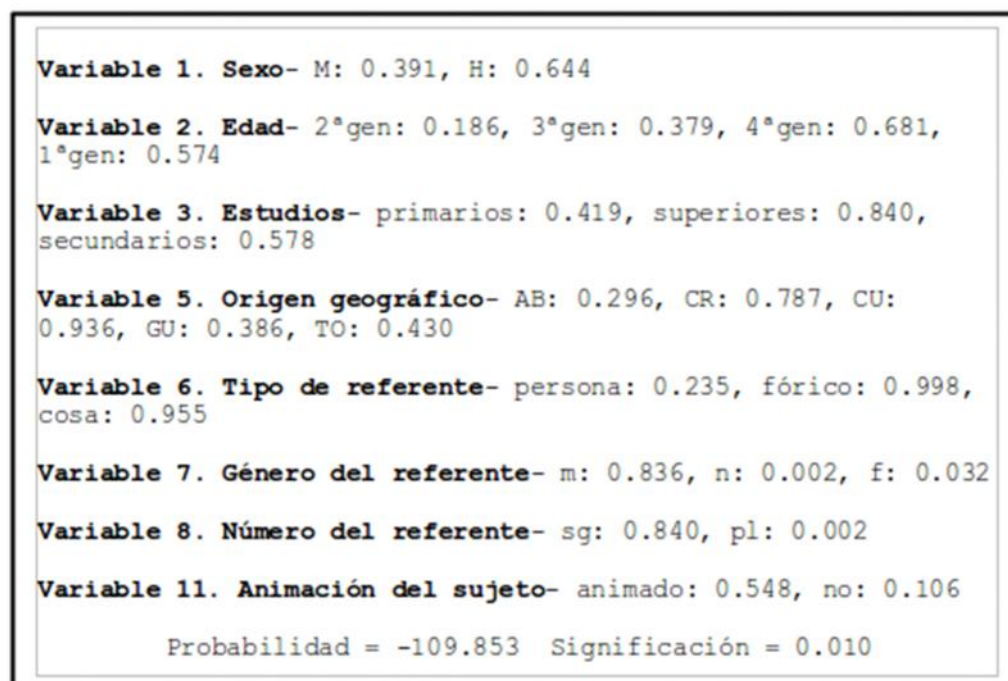 Variable 1. Sexo- M: 0.391, H: 0.644
Variable 2. Edad- 2ªgen: 0.186, 3ªgen: 0.379, 4ªgen: 0.681,
1ªgen: 0.574
Variable 3. Estudios- primarios: 0.419, superiores: 0.840,
secundarios: 0.578
Variable 5. Origen geográfico- AB: 0.296, CR: 0.787, CU:
0.936, GU: 0.386, TO: 0.430
Variable 6. Tipo de referente- persona: 0.235, fórico: 0.998,
cosa: 0.955
Variable 7. Género del referente- m: 0.836, n: 0.002, f: 0.032
Variable 8. Número del referente- sg: 0.840, pl: 0.002
Variable 11. Animación del sujeto- animado: 0.548, no: 0.106
Probabilidad = -109.853 Significación = 0.010